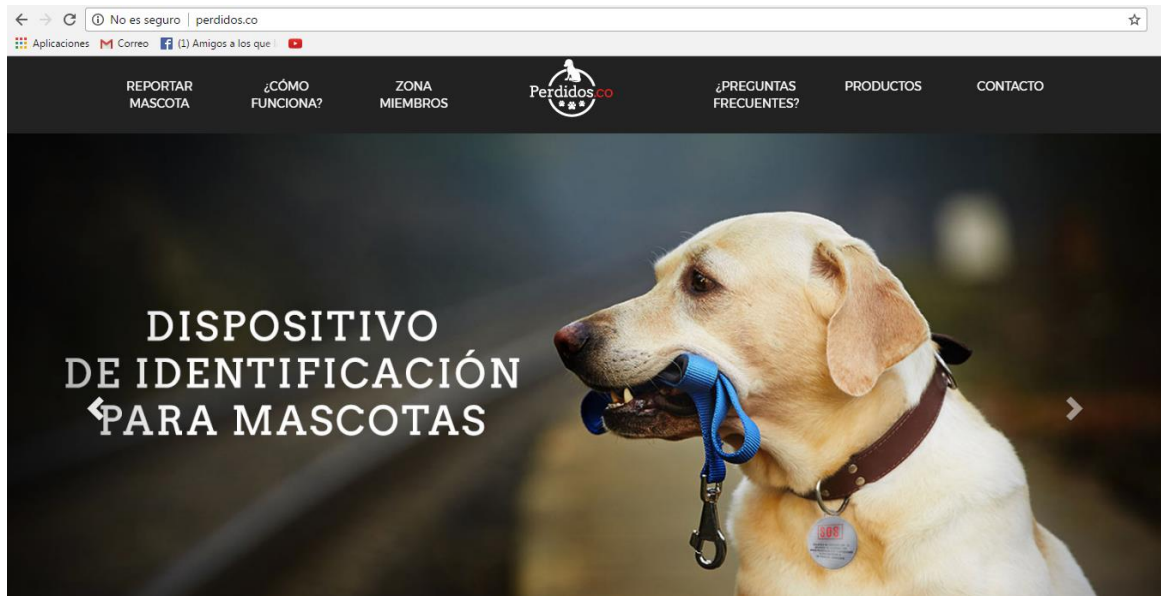 No es seguro | perdidos.co
Aplicaciones Correo (1) Amigos a los que
REPORTAR
MASCOTA
¿CÓMO
FUNCIONA?
ZONA
MIEMBROS
Perdidos.co
¿PREGUNTAS
FRECUENTES?
PRODUCTOS
CONTACTO
DISPOSITIVO
DE IDENTIFICACIÓN
PARA MASCOTAS
SOS